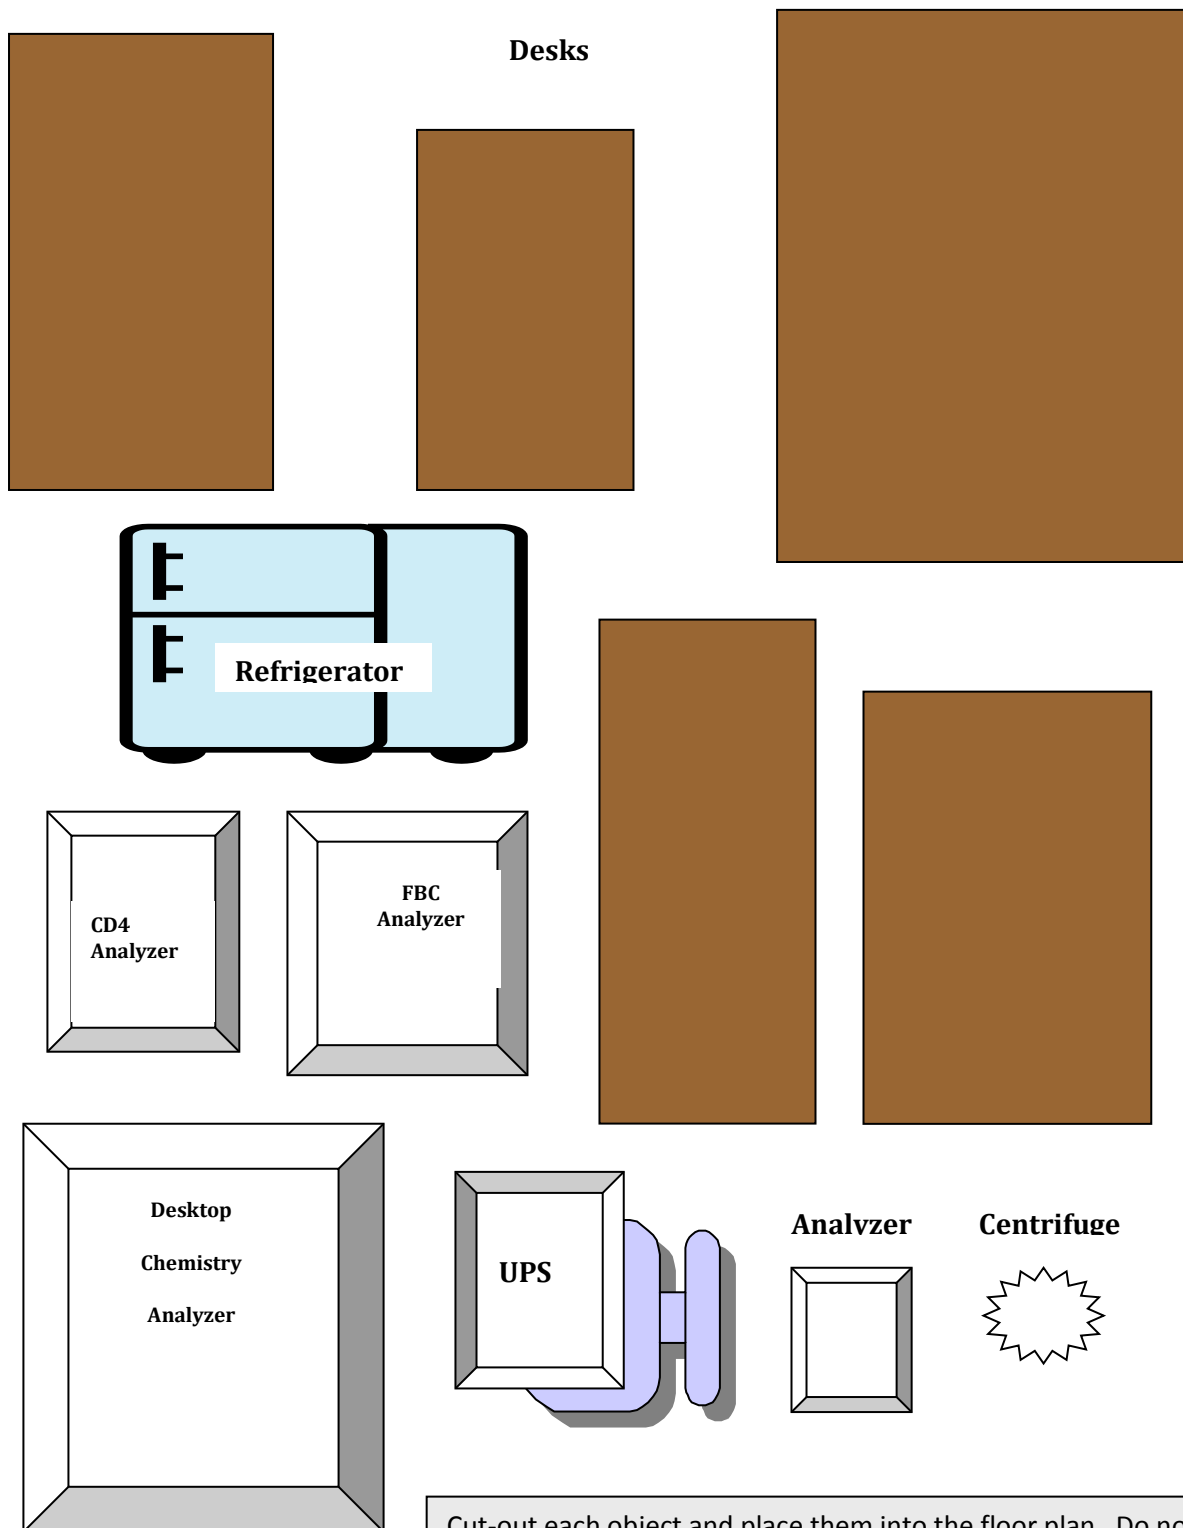 Desks
Refrigerator
CD4
Analyzer
FBC
Analyzer
Desktop
Chemistry
Analyzer
UPS
Analyzer
Centrifuge
Cut-out each object and place them into the floor plan. Do no